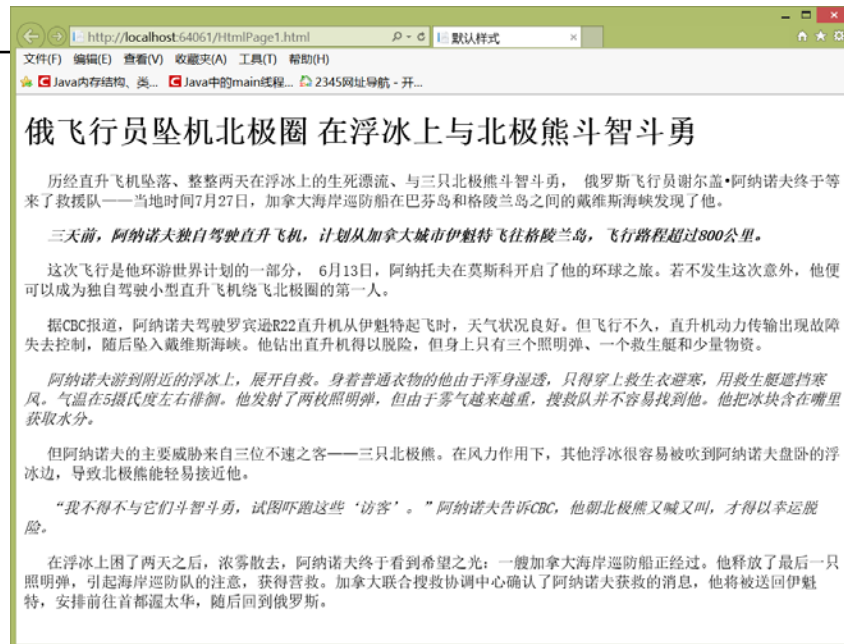 http://localhost:64061/HtmlPage1.html
默认样式
文件(F) 编辑(E) 查看(V) 收藏夹(A) 工具(T) 帮助(H)
Java内存结构、类... Java中的main线程... 2345网址导航 - 开...
俄飞行员坠机北极圈 在浮冰上与北极熊斗智斗勇
历经直升飞机坠落、整整两天在浮冰上的生死漂流、与三只北极熊斗智斗勇， 俄罗斯飞行员谢尔盖•阿纳诺夫终于等
来了救援队——当地时间7月27日，加拿大海岸巡防船在巴芬岛和格陵兰岛之间的戴维斯海峡发现了他。
三天前，阿纳诺夫独自驾驶直升飞机，计划从加拿大城市伊魁特飞往格陵兰岛，飞行路程超过800公里。
这次飞行是他环游世界计划的一部分， 6月13日，阿纳托夫在莫斯科开启了他的环球之旅。若不发生这次意外，他便
可以成为独自驾驶小型直升飞机绕飞北极圈的第一人。
据CBC报道，阿纳诺夫驾驶罗宾逊R22直升机从伊魁特起飞时，天气状况良好。但飞行不久，直升机动力传输出现故障
失去控制，随后坠入戴维斯海峡。他钻出直升机得以脱险，但身上只有三个照明弹、一个救生艇和少量物资。
阿纳诺夫游到附近的浮冰上，展开自救。身着普通衣物的他由于浑身湿透，只得穿上救生衣避寒，用救生艇遮挡寒
风。气温在5摄氏度左右徘徊。他发射了两枚照明弹，但由于雾气越来越重，搜救队并不容易找到他。他把冰块含在嘴里
获取水分。
但阿纳诺夫的主要威胁来自三位不速之客——三只北极熊。在风力作用下，其他浮冰很容易被吹到阿纳诺夫盘卧的浮
冰边，导致北极熊能轻易接近他。
“我不得不与它们斗智斗勇，试图吓跑这些‘访客’。”阿纳诺夫告诉CBC，他朝北极熊又喊又叫，才得以幸运脱
险。
在浮冰上困了两天之后，浓雾散去，阿纳诺夫终于看到希望之光：一艘加拿大海岸巡防船正经过。他释放了最后一只
照明弹，引起海岸巡防队的注意，获得营救。加拿大联合搜救协调中心确认了阿纳诺夫获救的消息，他将被送回伊魁
特，安排前往首都渥太华，随后回到俄罗斯。